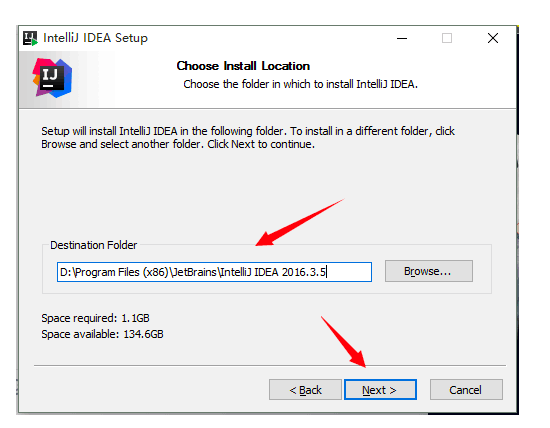 IntelliJ IDEA Setup
IJ
Choose Install Location
Choose the folder in which to install IntelliJ IDEA.
Setup will install IntelliJ IDEA in the following folder. To install in a different folder, click
Browse and select another folder. Click Next to continue.
Destination Folder
D:\Program Files (x86)\JetBrains\IntelliJ IDEA 2016.3.5
Browse...
Space required: 1.1GB
Space available: 134.6GB
< Back
Next >
Cancel